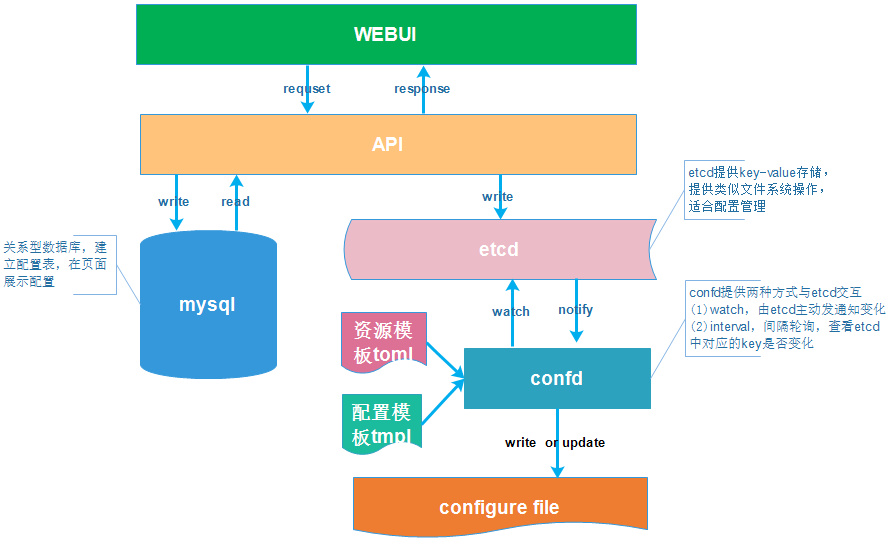 WEBUI
requset
response
API
write
read
write
etcd提供key-value存储，
提供类似文件系统操作，
适合配置管理
关系型数据库，建
立配置表，在页面
展示配置
mysql
etcd
watch
notify
confd提供两种方式与etcd交互
(1)watch，由etcd主动发通知变化
(2)interval，间隔轮询，查看etcd
中对应的key是否变化
资源模
板toml
confd
配置模
板tmpl
write or update
configure file